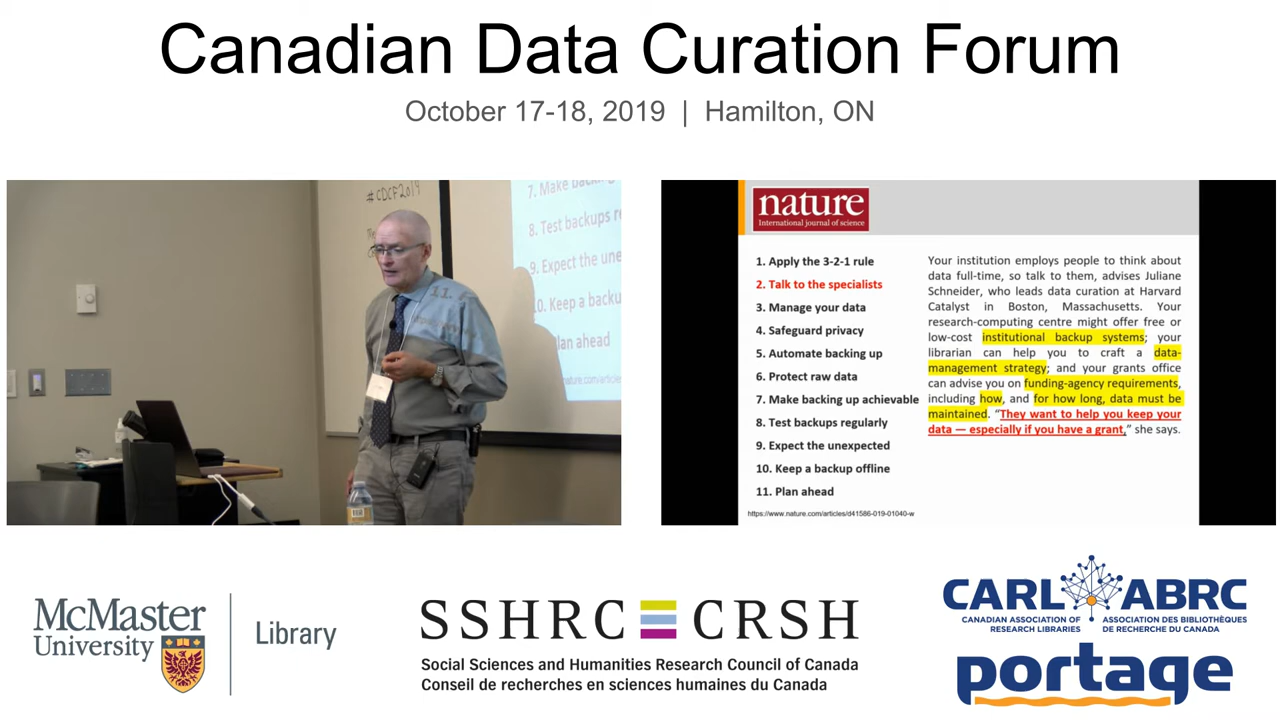 Canadian Data Curation Forum
October 17-18, 2019 | Hamilton, ON
#CDCF2019
7. Make backing
8. Test backups r
9. Expect the une
10. Keep a backu
11.
lan ahead
nature
International journal of science
1. Apply the 3-2-1 rule
2. Talk to the specialists
3. Manage your data
4. Safeguard privacy
5. Automate backing up
6. Protect raw data
7. Make backing up achievable
8. Test backups regularly
9. Expect the unexpected
10. Keep a backup offline
11. Plan ahead
https://www.nature.com/articles/d41586-019-01040-w
Your institution employs people to think about
data full-time, so talk to them, advises Juliane
Schneider, who leads data curation at Harvard
Catalyst in Boston, Massachusetts. Your
research-computing centre might offer free or
low-cost institutional backup systems; your
librarian can help you to craft a data-
management strategy; and your grants office
can advise you on funding-agency requirements,
including how, and for how long, data must be
maintained. "They want to help you keep your
data — especially if you have a grant," she says.
McMaster
University
Library
SSHRC CRSH
Social Sciences and Humanities Research Council of Canada
Conseil de recherches en sciences humaines du Canada
CARL ABRC
CANADIAN ASSOCIATION OF
RESEARCH LIBRARIES
ASSOCIATION DES BIBLIOTHÈQUES
DE RECHERCHE DU CANADA
portage